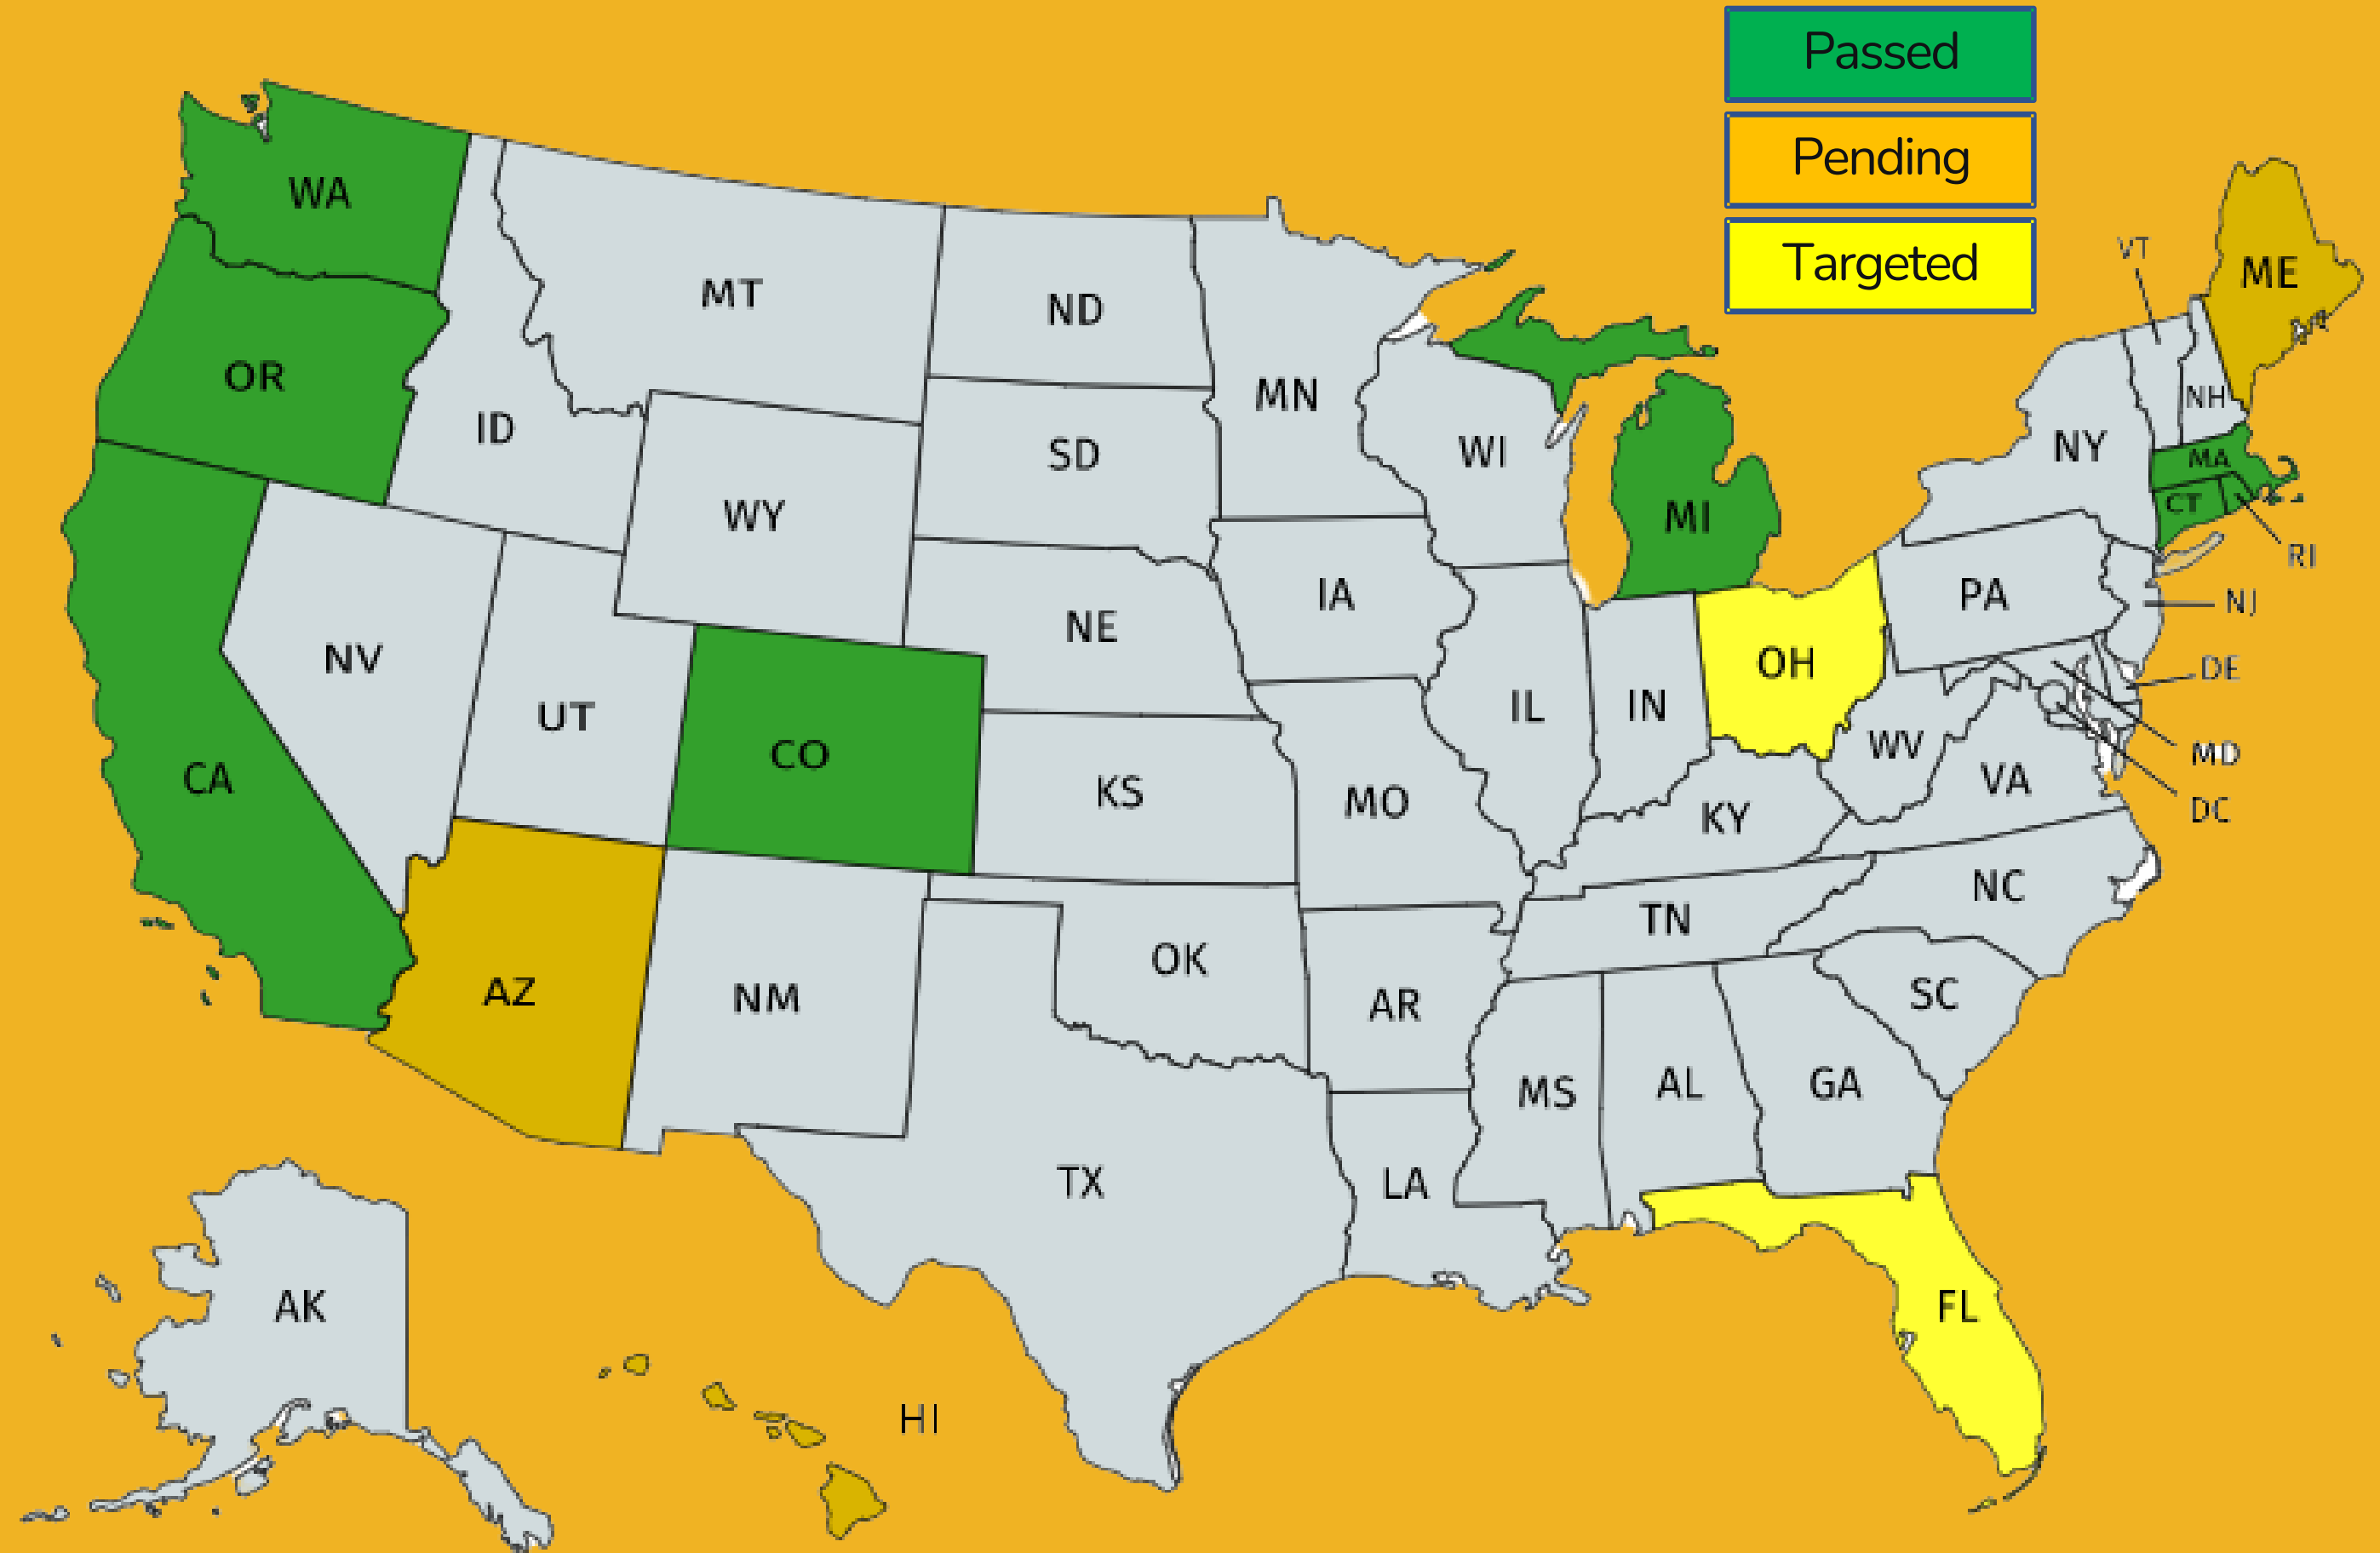 Passed
Pending
Targeted
WA
MT
ND
MN
VT
ME
OR
ID
SD
WI
NH
NY
MA
WY
MI
CT
RI
NE
IA
PA
NJ
NV
UT
CO
IL
IN
OH
DE
CA
KS
MO
KY
WV
VA
MD
DC
AZ
NM
OK
AR
TN
NC
SC
MS
AL
GA
TX
LA
AK
HI
FL